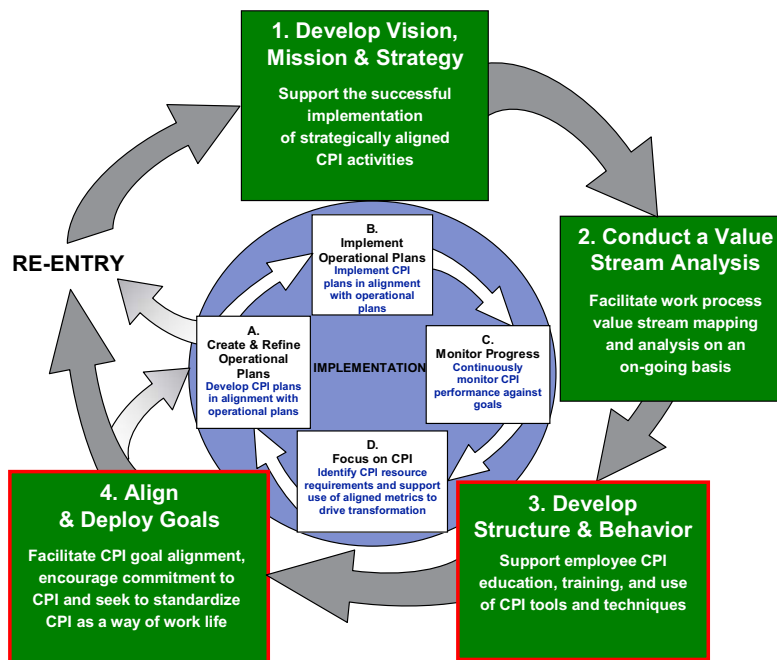 1. Develop Vision,
Mission & Strategy
Support the successful
implementation
of strategically aligned
CPI activities
RE-ENTRY
2. Conduct a Value
Stream Analysis
Facilitate work process
value stream mapping
and analysis on an
on-going basis
B.
Implement
Operational Plans
Implement CPI
plans in alignment
with operational
plans
A.
Create & Refine
Operational
Plans
Develop CPI plans
in alignment with
operational plans
IMPLEMENTATION
C.
Monitor Progress
Continuously
monitor CPI
performance against
goals
D.
Focus on CPI
Identify CPI resource
requirements and support
use of aligned metrics to
drive transformation
4. Align
& Deploy Goals
Facilitate CPI goal alignment,
encourage commitment to
CPI and seek to standardize
CPI as a way of work life
3. Develop
Structure & Behavior
Support employee CPI
education, training, and use
of CPI tools and techniques